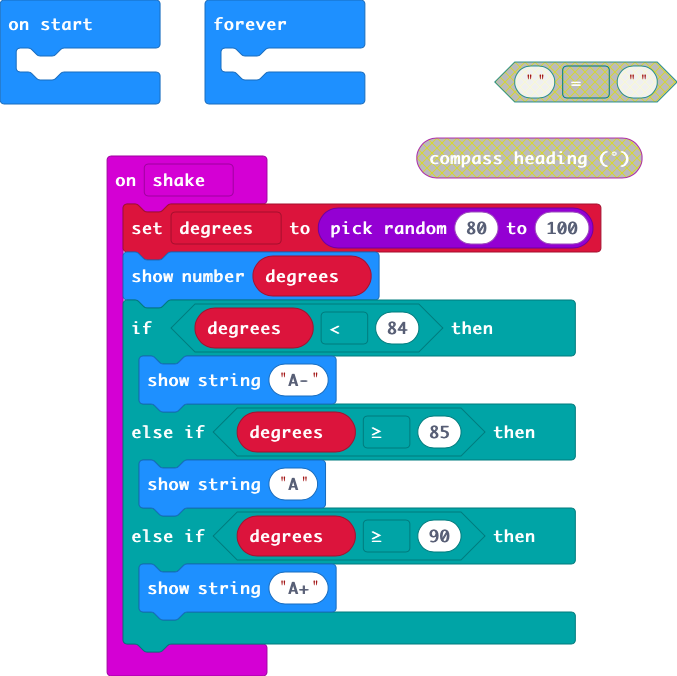 on start
forever
"" = ""
compass heading (°)
on shake
set degrees to pick random 80 to 100
show number degrees
if degrees < 84 then
show string "A-"
else if degrees ≥ 85 then
show string "A"
else if degrees ≥ 90 then
show string "A+"